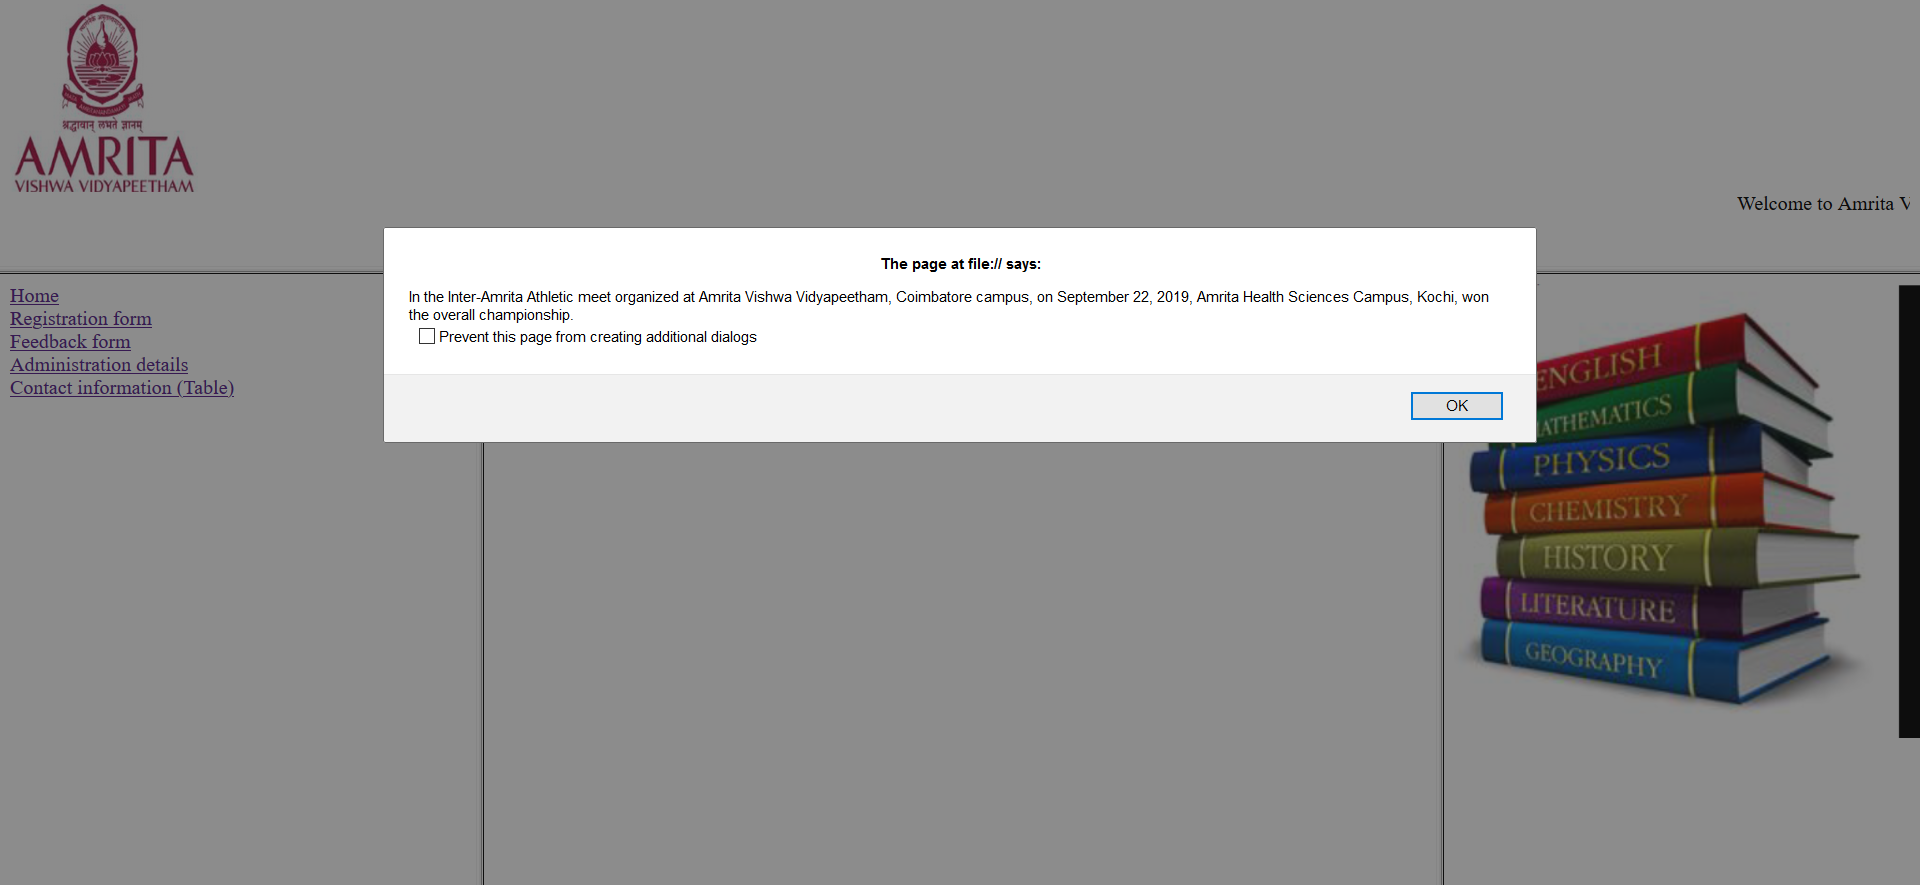 श्रद्धावान् लभते ज्ञानम्
AMRITA
VISHWA VIDYAPEETHAM
Welcome to Amrita V
The page at file:// says:
In the Inter-Amrita Athletic meet organized at Amrita Vishwa Vidyapeetham, Coimbatore campus, on September 22, 2019, Amrita Health Sciences Campus, Kochi, won
the overall championship.
Prevent this page from creating additional dialogs
OK
Home
Registration form
Feedback form
Administration details
Contact information (Table)
ENGLISH
ATHEMATICS
PHYSICS
CHEMISTRY
HISTORY
LITERATURE
GEOGRAPHY